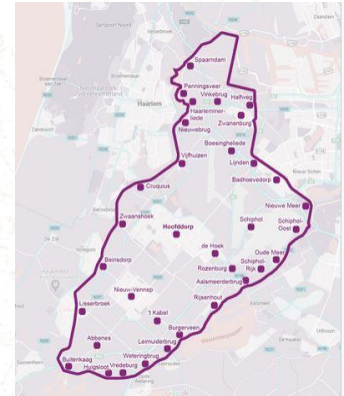 Spaarndam
Penningsveer
Vinkebrug
Halfweg
Haarlem
Haarlemmer-
liede
Zwanenburg
Nieuwebrug
Boesingheliede
Vijfhuizen
Lijnden
Badhoevedorp
Cruquius
Nieuwe Meer
Zwaanshoek
Schiphol
Schiphol-
Oost
Hoofddorp
de Hoek
Oude Meer
Beinsdorp
Rozenburg
Schiphol-
Rijk
Aalsmeerderbrug
Nieuw-Vennep
Rijsenhout
Lisserbroek
't Kabel
Burgerveen
Abbenes
Leimuiderbrug
Buitenkaag
Weteringbrug
Huigsloot
Vredeburg